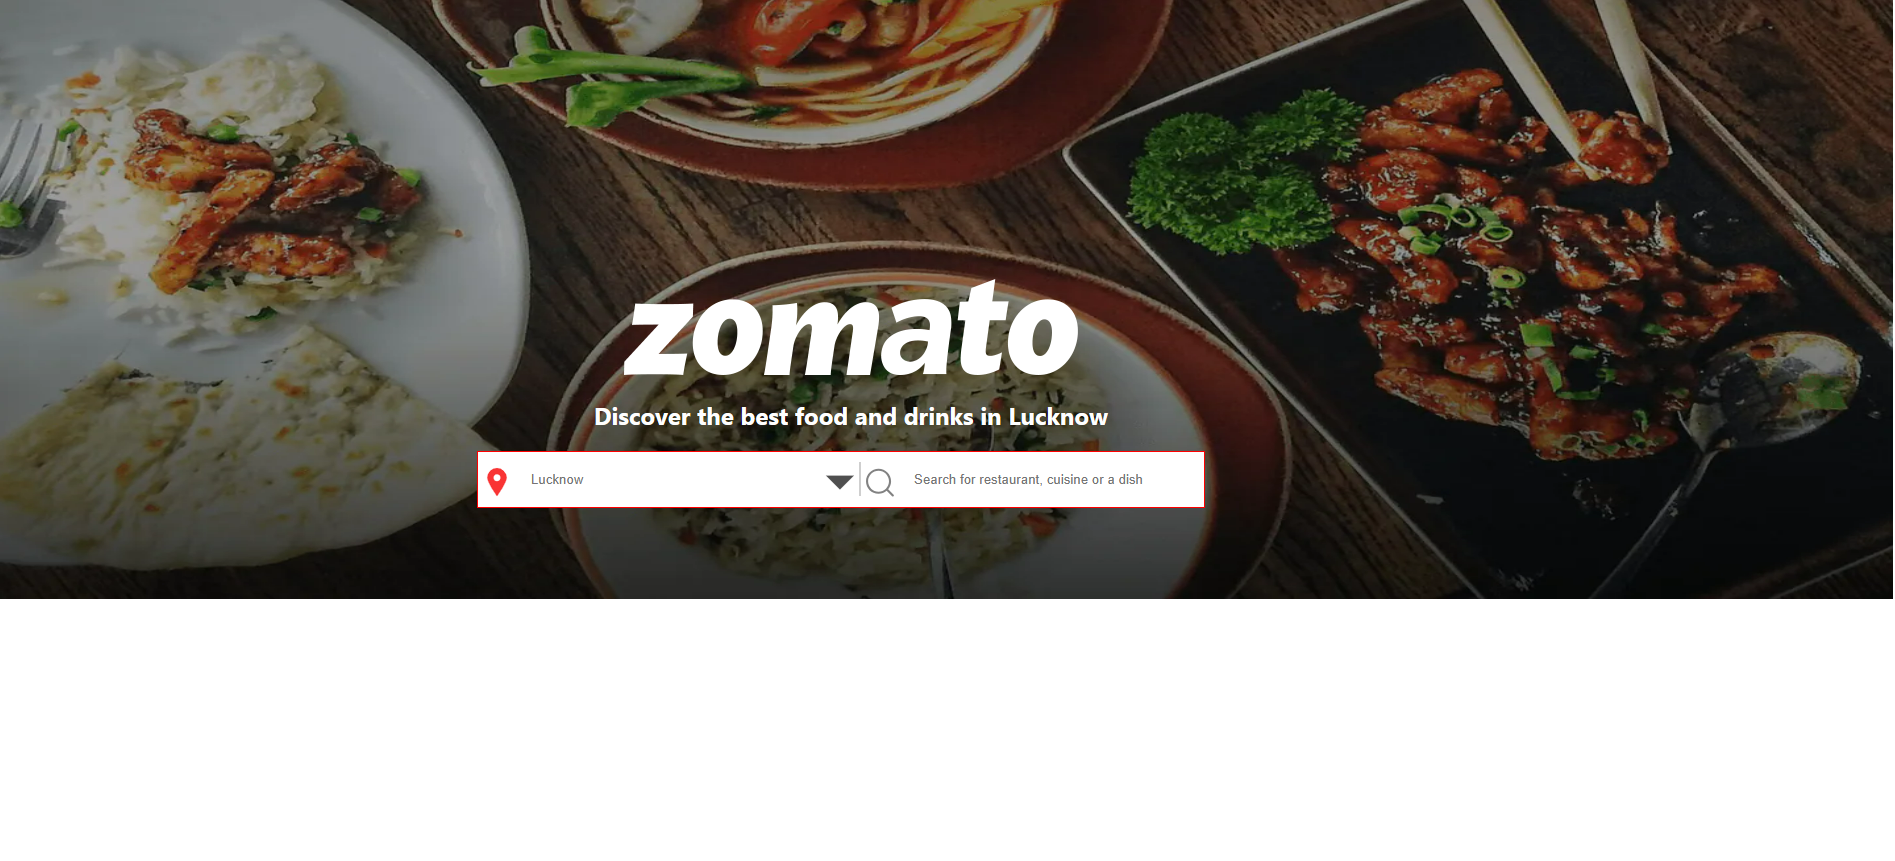 zomato
Discover the best food and drinks in Lucknow
Lucknow
Search for restaurant, cuisine or a dish